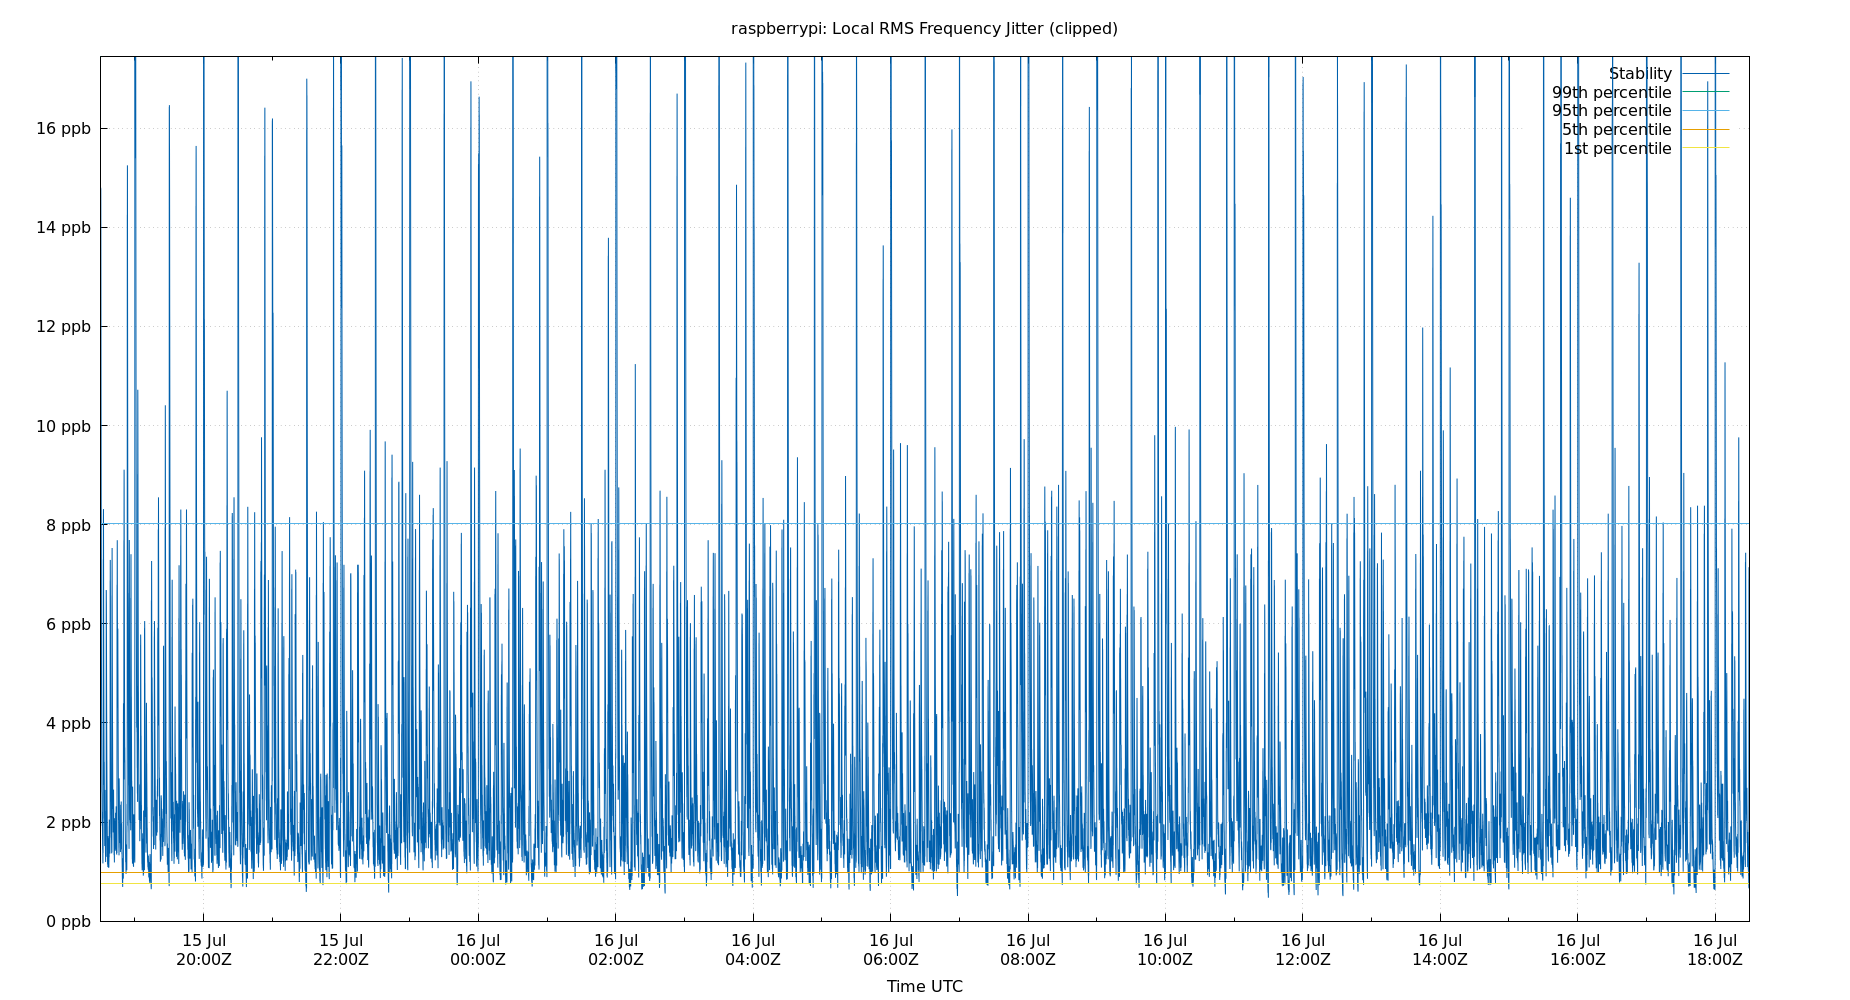 raspberrypi: Local RMS Frequency Jitter (clipped)
Stability
99th percentile
95th percentile
5th percentile
1st percentile
16 ppb
14 ppb
12 ppb
10 ppb
8 ppb
6 ppb
4 ppb
2 ppb
0 ppb
15 Jul 15 Jul 16 Jul 16 Jul 16 Jul 16 Jul 16 Jul 16 Jul 16 Jul 16 Jul 16 Jul 16 Jul
20:00Z 22:00Z 00:00Z 02:00Z 04:00Z 06:00Z 08:00Z 10:00Z 12:00Z 14:00Z 16:00Z 18:00Z
Time UTC